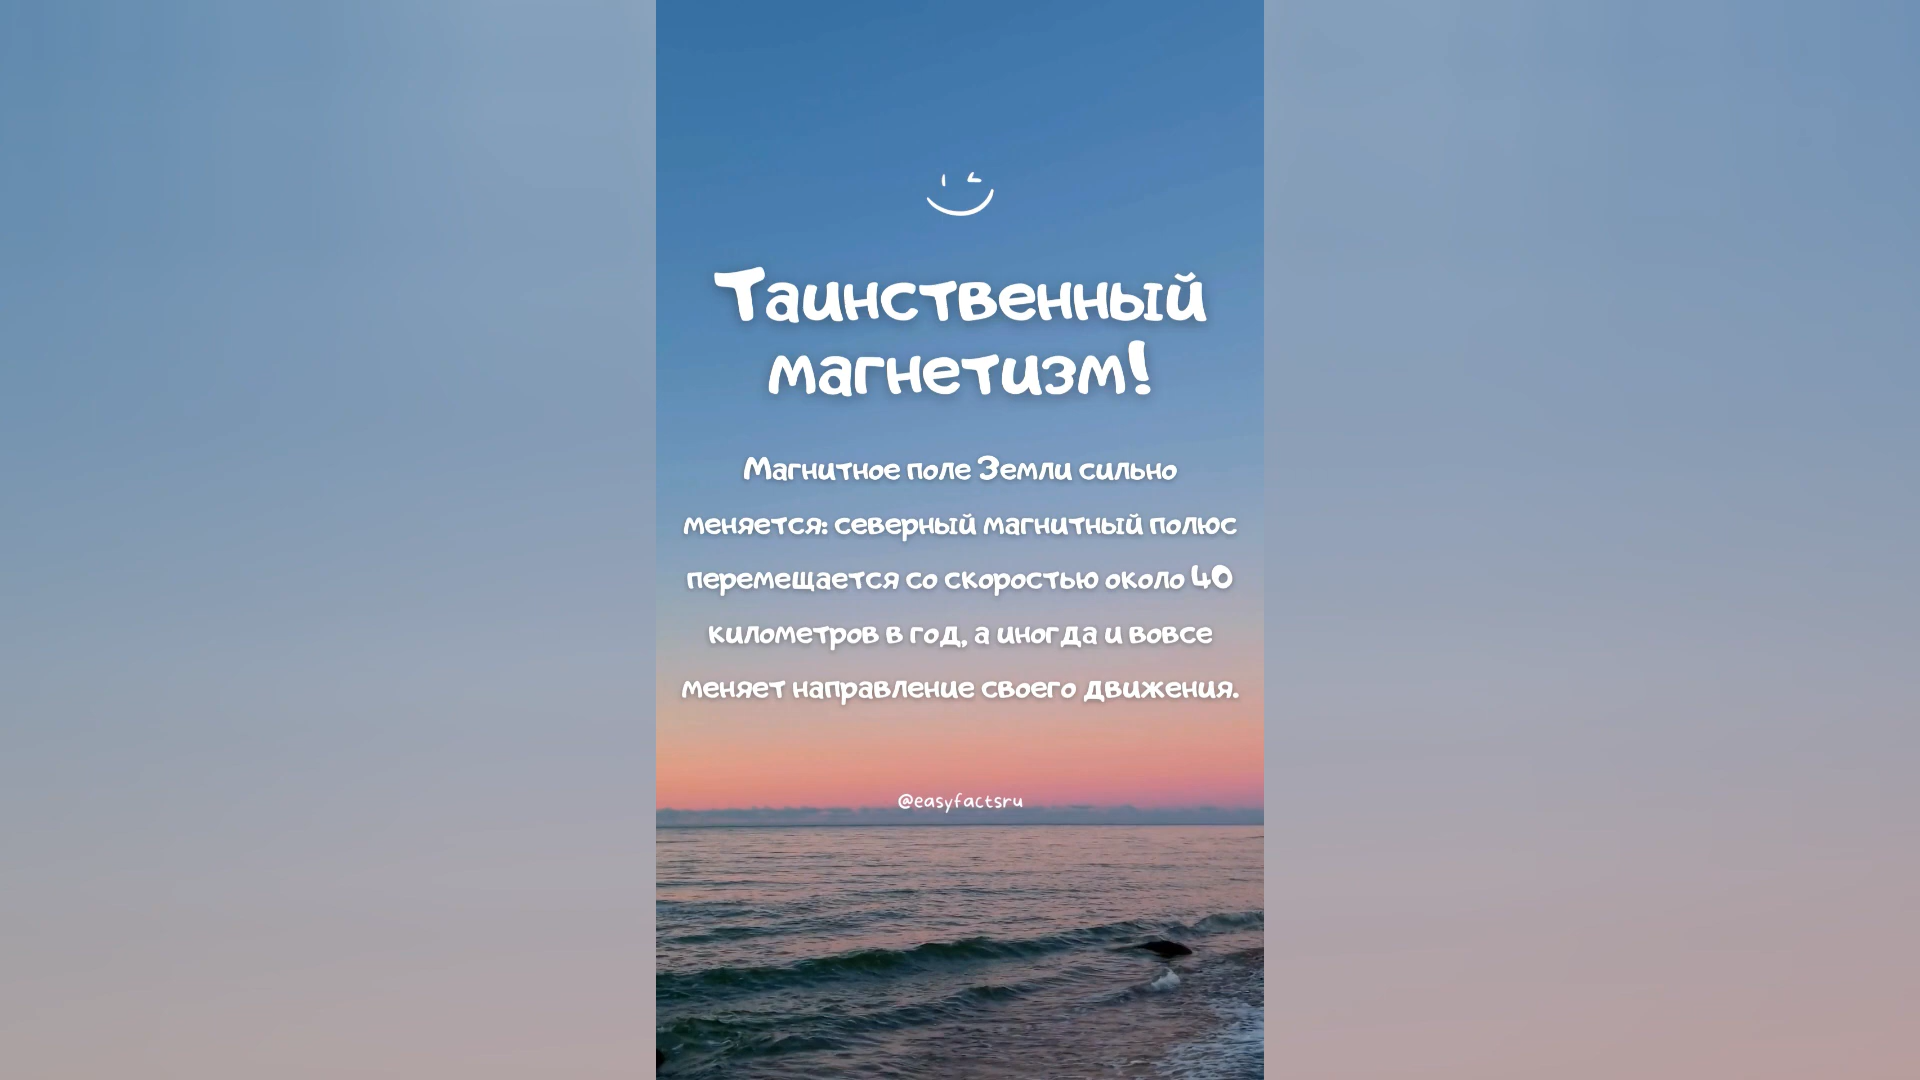 Таинственный
магнетизм!
Магнитное поле Земли сильно
меняется: северный магнитный полюс
перемещается со скоростью около 40
километров в год, а иногда и вовсе
меняет направление своего движения.
@easyfactsru